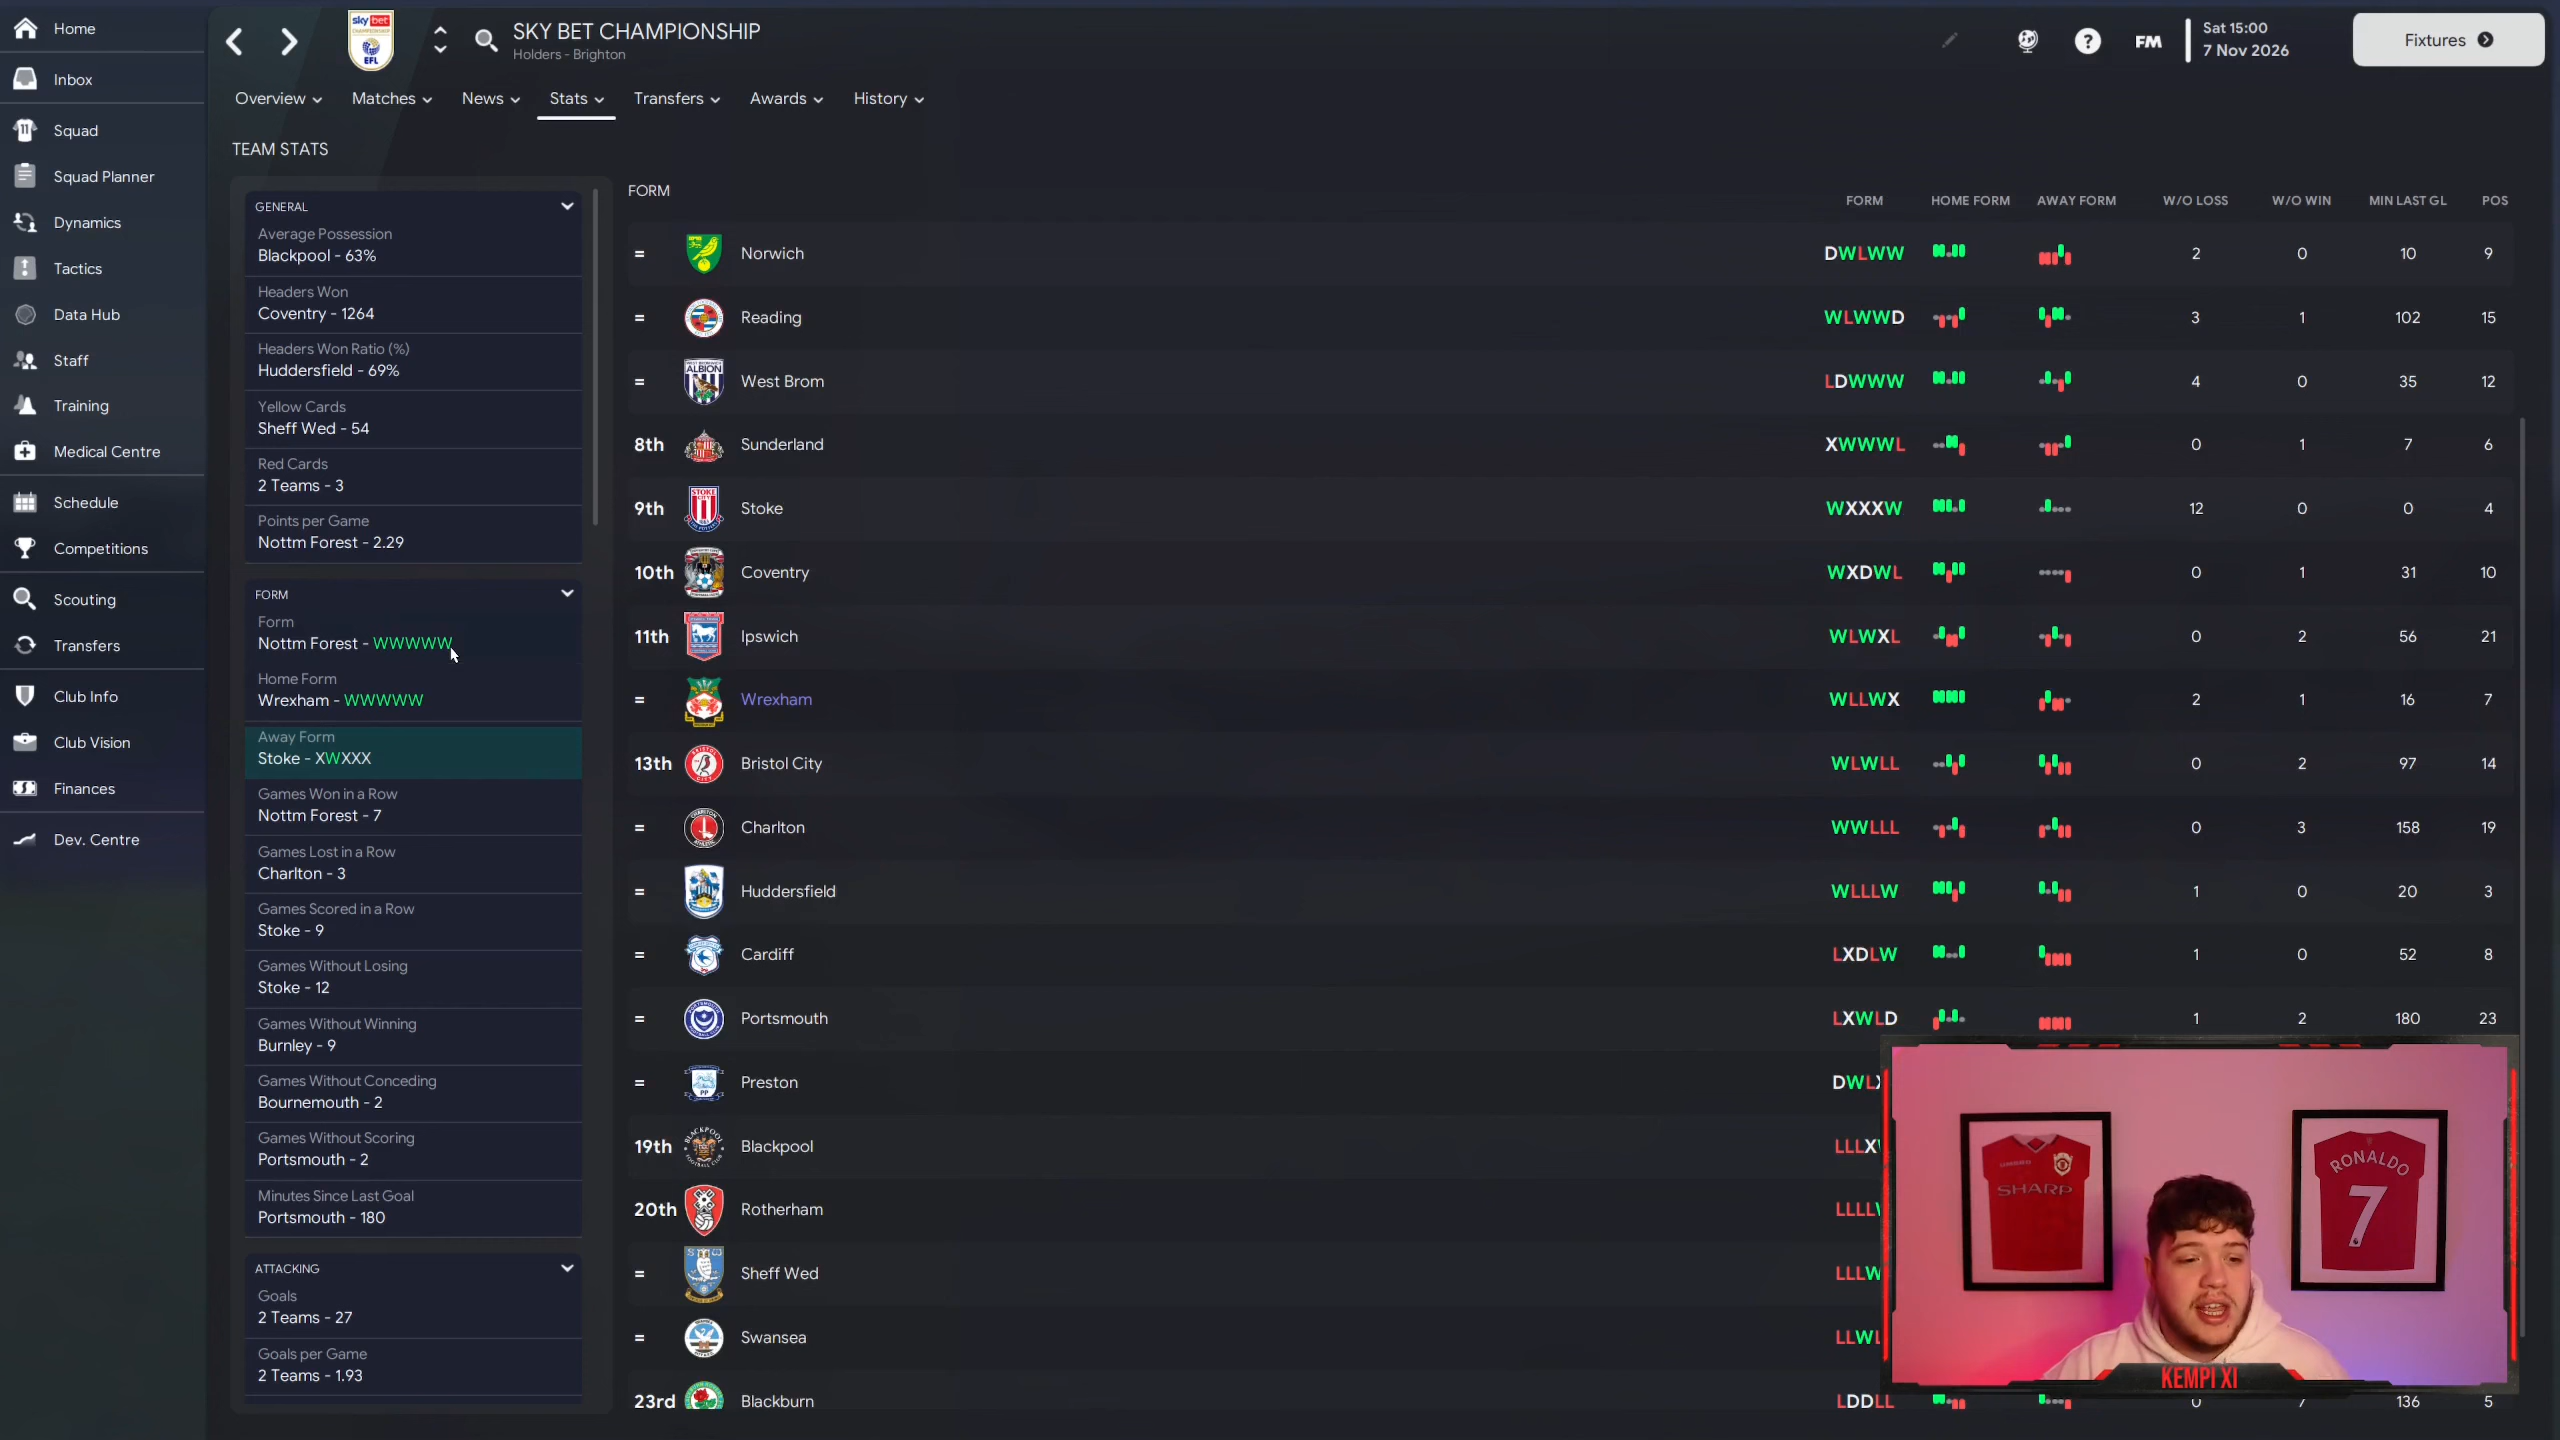 Home
Inbox
Squad
Squad Planner
Dynamics
Tactics
Data Hub
Staff
Training
Medical Centre
Schedule
Competitions
Scouting
Transfers
Club Info
Club Vision
Finances
Dev. Centre
sky bet
CHAMPIONSHIP
EFL
SKY BET CHAMPIONSHIP
Holders - Brighton
FM
Sat 15:00
7 Nov 2026
Fixtures
Overview Matches News Stats Transfers Awards History
TEAM STATS
GENERAL
Average Possession
Blackpool - 63%
Headers Won
Coventry - 1264
Headers Won Ratio (%)
Huddersfield - 69%
Yellow Cards
Sheff Wed - 54
Red Cards
2 Teams - 3
Points per Game
Nottm Forest - 2.29
FORM
Form
Nottm Forest - WWWWW
Home Form
Wrexham - WWWWW
Away Form
Stoke - XWXXX
Games Won in a Row
Nottm Forest - 7
Games Lost in a Row
Charlton - 3
Games Scored in a Row
Stoke - 9
Games Without Losing
Stoke - 12
Games Without Winning
Burnley - 9
Games Without Conceding
Bournemouth - 2
Games Without Scoring
Portsmouth - 2
Minutes Since Last Goal
Portsmouth - 180
ATTACKING
Goals
2 Teams - 27
Goals per Game
2 Teams - 1.93
FORM
FORM HOME FORM AWAY FORM W/O LOSS W/O WIN MIN LAST GL POS
= Norwich DWLWW 2 0 10 9
= Reading WLWWD 3 1 102 15
= West Brom LDWWW 4 0 35 12
8th Sunderland XWWWL 0 1 7 6
9th Stoke WXXXW 12 0 0 4
10th Coventry WXDWL 0 1 31 10
11th Ipswich WLWXL 0 2 56 21
= Wrexham WLLWX 2 1 16 7
13th Bristol City WLWLL 0 2 97 14
= Charlton WWLLL 0 3 158 19
= Huddersfield WLLLW 1 0 20 3
= Cardiff LXDLW 1 0 52 8
= Portsmouth LXWLD 1 2 180 23
= Preston DWLX
19th Blackpool LLLX
20th Rotherham LLLL
= Sheff Wed LLLW
= Swansea LLWL
23rd Blackburn LDDLL 0 7 136 5
SHARP
RONALDO
7
KEMPI XI